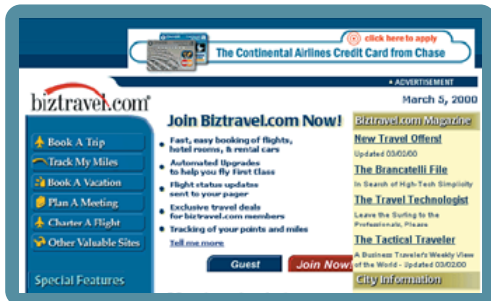 click here to apply
The Continental Airlines Credit Card from Chase
• ADVERTISEMENT
biztravel.com
March 5, 2000
Book A Trip
Track My Miles
Book A Vacation
Plan A Meeting
Charter A Flight
Other Valuable Sites
Special Features
Join Biztravel.com Now!
• Fast, easy booking of flights,
hotel rooms, & rental cars
• Automated Upgrades
to help you fly First Class
• Flight status updates
sent to your pager
• Exclusive travel deals
for biztravel.com members
• Tracking of your points and miles
Tell me more
Guest
Join Now!
Biztravel.com Magazine
New Travel Offers!
Updated 03/02/00
The Brancatelli File
In Search of High-Tech Simplicity
The Travel Technologist
Leave the Surfing to the
Professionals, Please
The Tactical Traveler
A Business Traveler's Weekly View
of the World - Updated 03/02/00
City Information